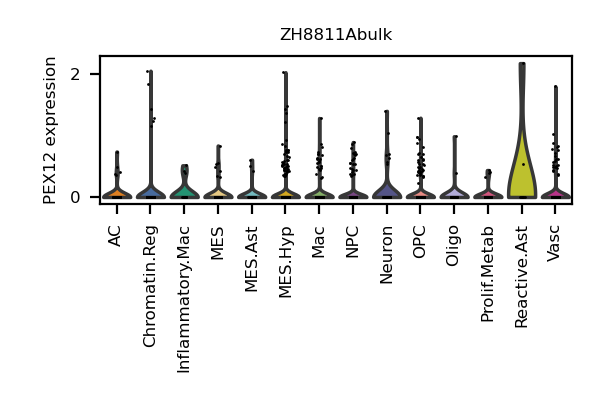 ZH8811Abulk
PEX12 expression
2
0
AC
Chromatin.Reg
Inflammatory.Mac
MES
MES.Ast
MES.Hyp
Mac
NPC
Neuron
OPC
Oligo
Prolif.Metab
Reactive.Ast
Vasc